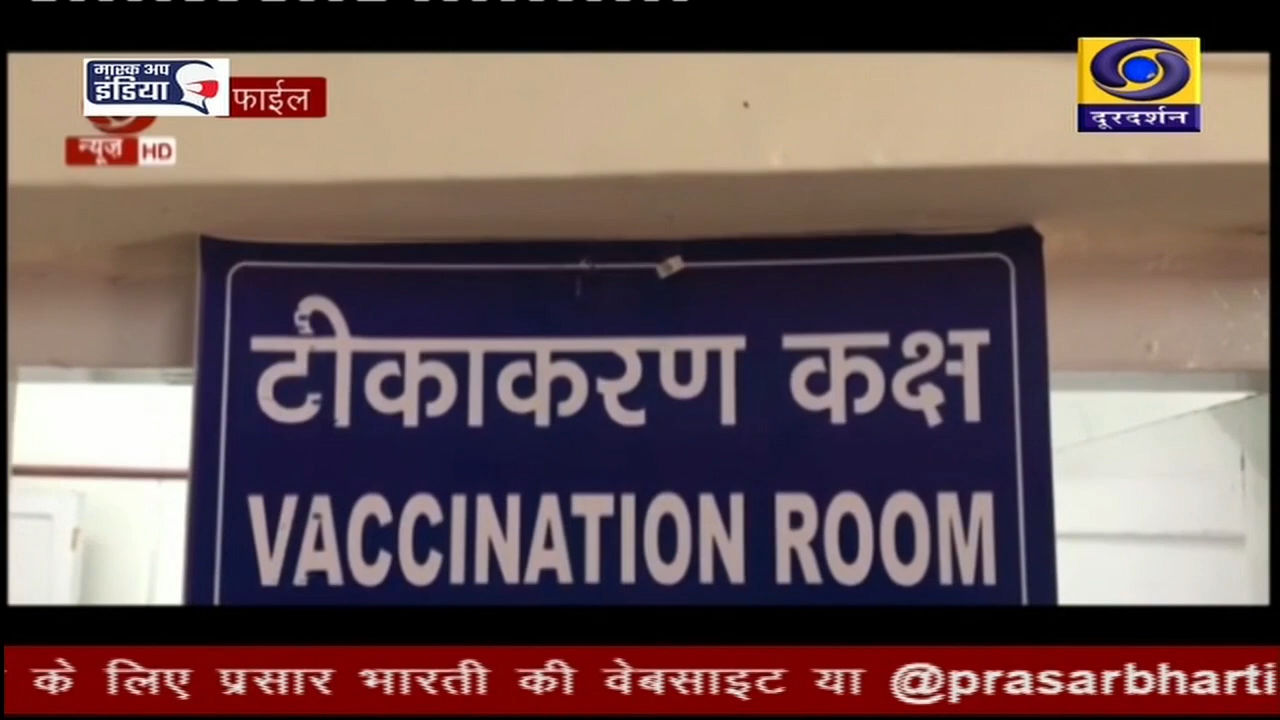 मास्क अप
इंडिया
फाईल
न्यूज़ HD
दूरदर्शन
टीकाकरण कक्ष
VACCINATION ROOM
के लिए प्रसार भारती की वेबसाइट या @prasarbharti